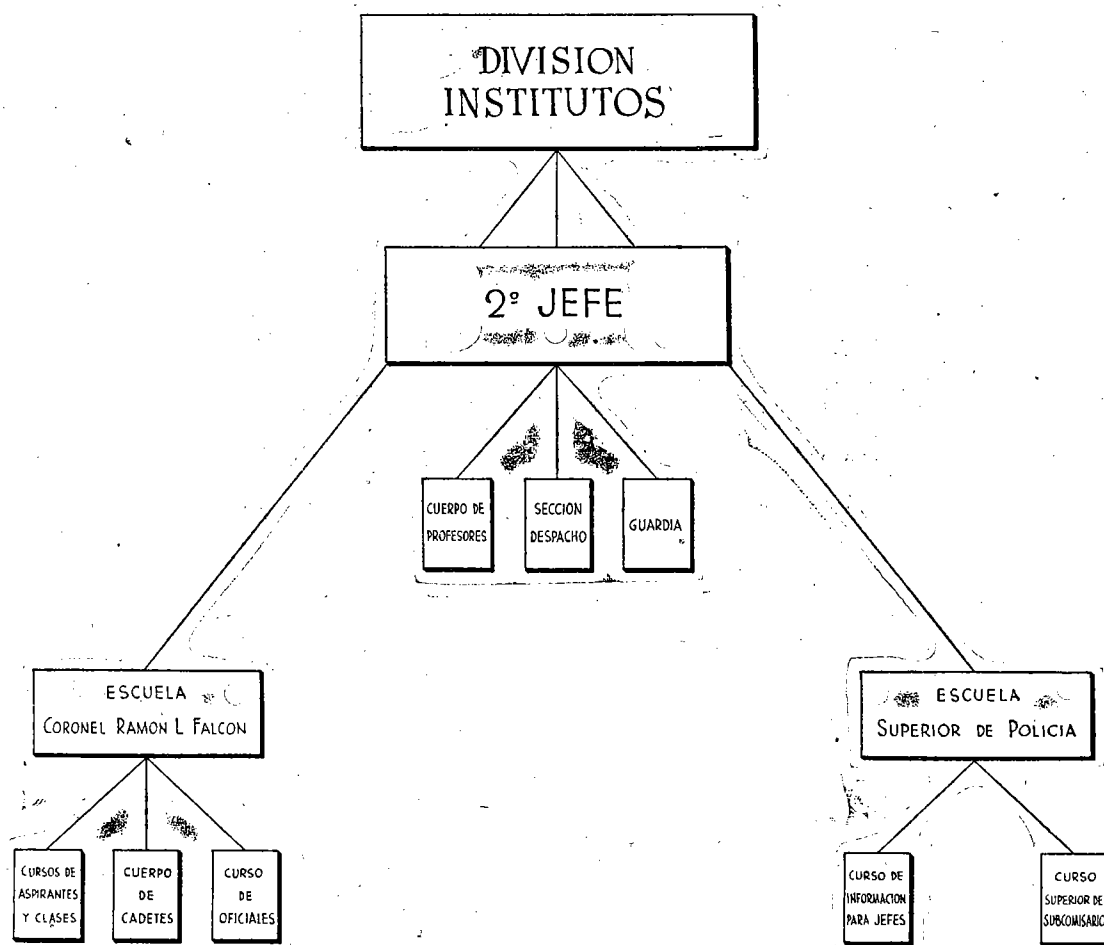 DIVISION
INSTITUTOS
2º JEFE
CUERPO DE
PROFESORES
SECCION
DESPACHO
GUARDIA
ESCUELA
CORONEL RAMON L FALCON
ESCUELA
SUPERIOR DE POLICIA
CURSOS DE
ASPIRANTES
Y CLASES
CUERPO
DE
CADETES
CURSO
DE
OFICIALES
CURSO DE
INFORMACION
PARA JEFES
CURSO
SUPERIOR DE
SUBCOMISARIO